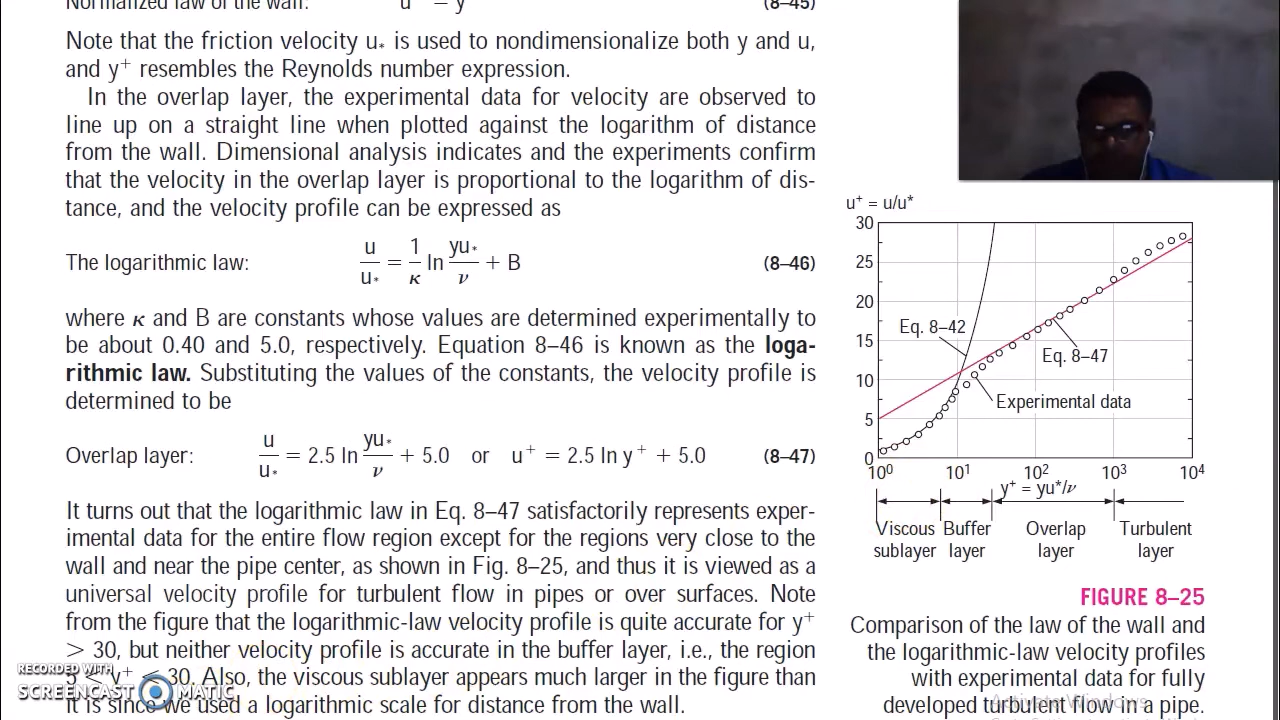 Normalized law of the wall: u⁺ = y⁺ (8–45)
Note that the friction velocity u* is used to nondimensionalize both y and u,
and y⁺ resembles the Reynolds number expression.
In the overlap layer, the experimental data for velocity are observed to
line up on a straight line when plotted against the logarithm of distance
from the wall. Dimensional analysis indicates and the experiments confirm
that the velocity in the overlap layer is proportional to the logarithm of dis-
tance, and the velocity profile can be expressed as
The logarithmic law: u/u* = 1/κ ln yu*/ν + B (8–46)
where κ and B are constants whose values are determined experimentally to
be about 0.40 and 5.0, respectively. Equation 8–46 is known as the loga-
rithmic law. Substituting the values of the constants, the velocity profile is
determined to be
Overlap layer: u/u* = 2.5 ln yu*/ν + 5.0 or u⁺ = 2.5 ln y⁺ + 5.0 (8–47)
It turns out that the logarithmic law in Eq. 8–47 satisfactorily represents exper-
imental data for the entire flow region except for the regions very close to the
wall and near the pipe center, as shown in Fig. 8–25, and thus it is viewed as a
universal velocity profile for turbulent flow in pipes or over surfaces. Note
from the figure that the logarithmic-law velocity profile is quite accurate for y⁺
> 30, but neither velocity profile is accurate in the buffer layer, i.e., the region
5 < y⁺ < 30. Also, the viscous sublayer appears much larger in the figure than
it is since we used a logarithmic scale for distance from the wall.
RECORDED WITH
SCREENCAST MATIC
u⁺ = u/u*
30
25
20
15
10
5
0
Eq. 8–42
Eq. 8–47
Experimental data
10⁰ 10¹ 10² 10³ 10⁴
y⁺ = yu*/ν
Viscous Buffer Overlap Turbulent
sublayer layer layer layer
FIGURE 8–25
Comparison of the law of the wall and
the logarithmic-law velocity profiles
with experimental data for fully
developed turbulent flow in a pipe.
Activate Windows